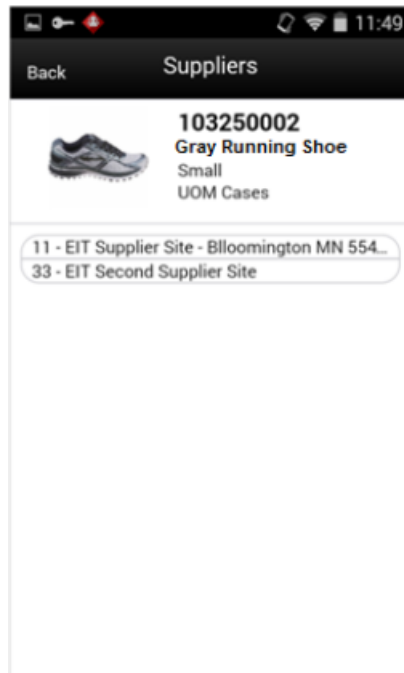 11:49
Back
Suppliers
103250002
Gray Running Shoe
Small
UOM Cases
11 - EIT Supplier Site - Blloomington MN 554...
33 - EIT Second Supplier Site